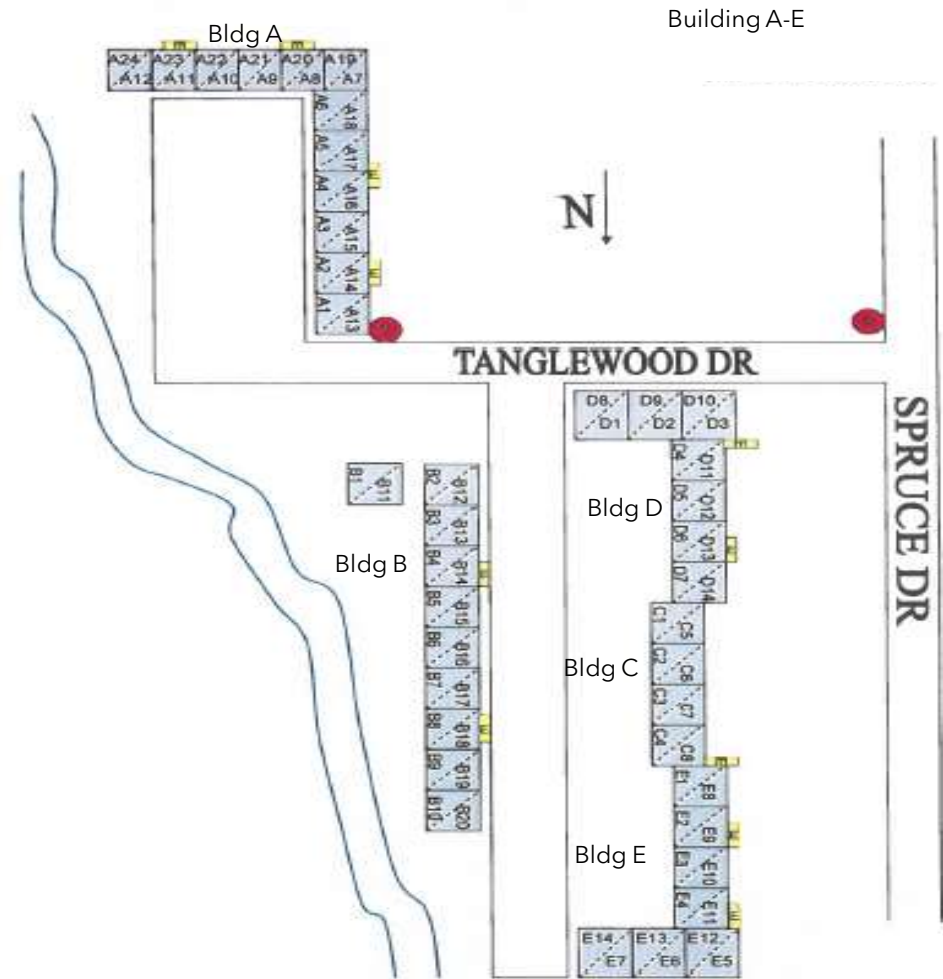 Building A-E
Bldg A
A24 A23 A22 A21 A20 A19
A12 A11 A10 A9 A8 A7
A6 A18
A5 A17
A4 A16
A3 A15
A2 A14
A1 A13
N
TANGLEWOOD DR
SPRUCE DR
D8 D9 D10
D1 D2 D3
D4 D11
D5 D12
D6 D13
D7 D14
Bldg D
B1 B11
B2 B12
B3 B13
B4 B14
B5 B15
B6 B16
B7 B17
B8 B18
B9 B19
B10 B20
Bldg B
C1 C5
C2 C6
C3 C7
C4 C8
Bldg C
E1 E8
E2 E9
E3 E10
E4 E11
Bldg E
E14 E13 E12
E7 E6 E5